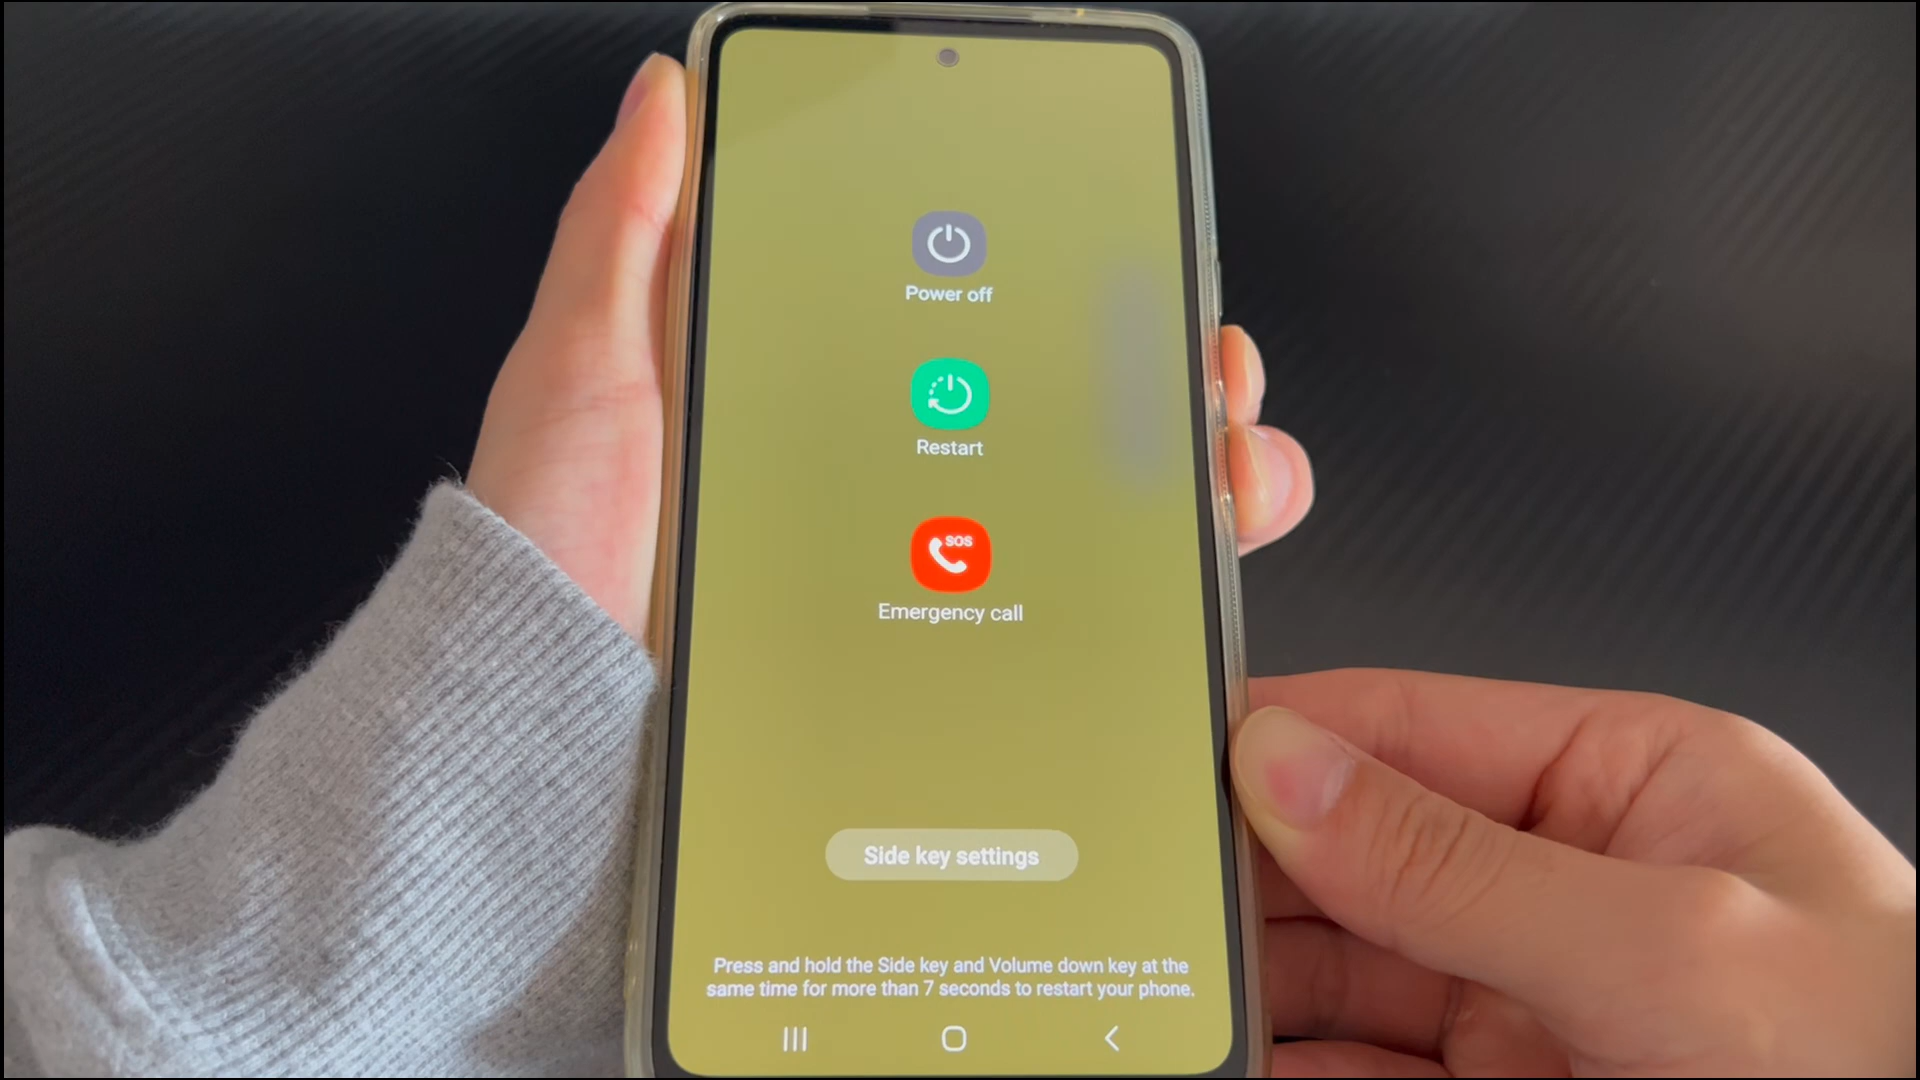 Power off
Restart
SOS
Emergency call
Side key settings
Press and hold the Side key and Volume down key at the
same time for more than 7 seconds to restart your phone.